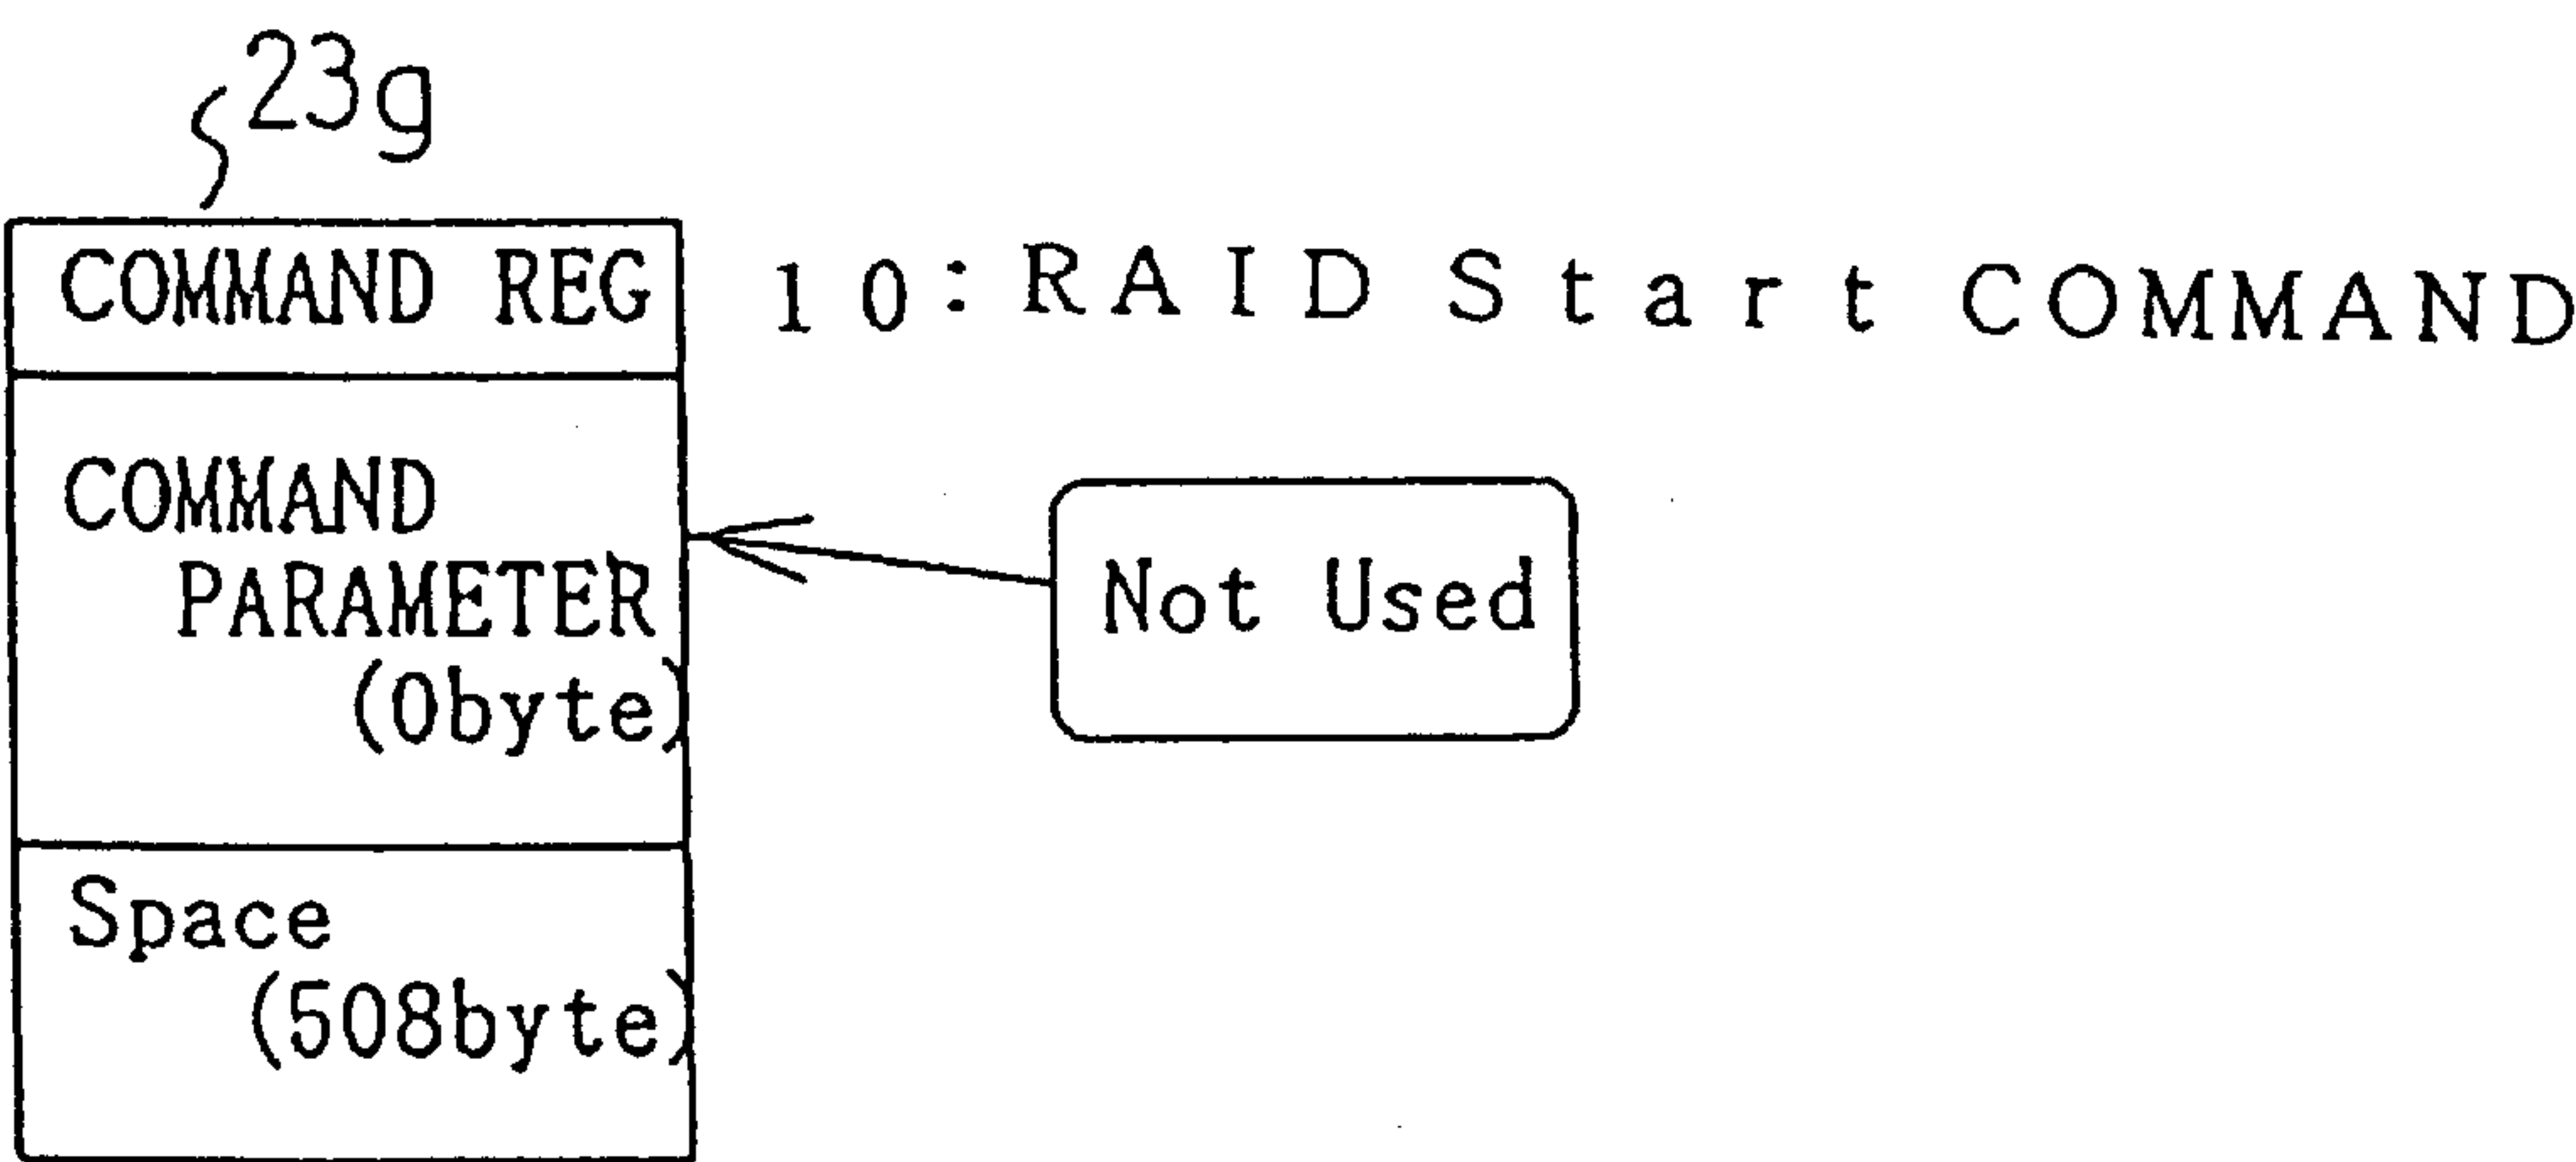 23g
COMMAND REG
10:RAID Start COMMAND
COMMAND
PARAMETER
(0byte)
Not Used
Space
(508byte)